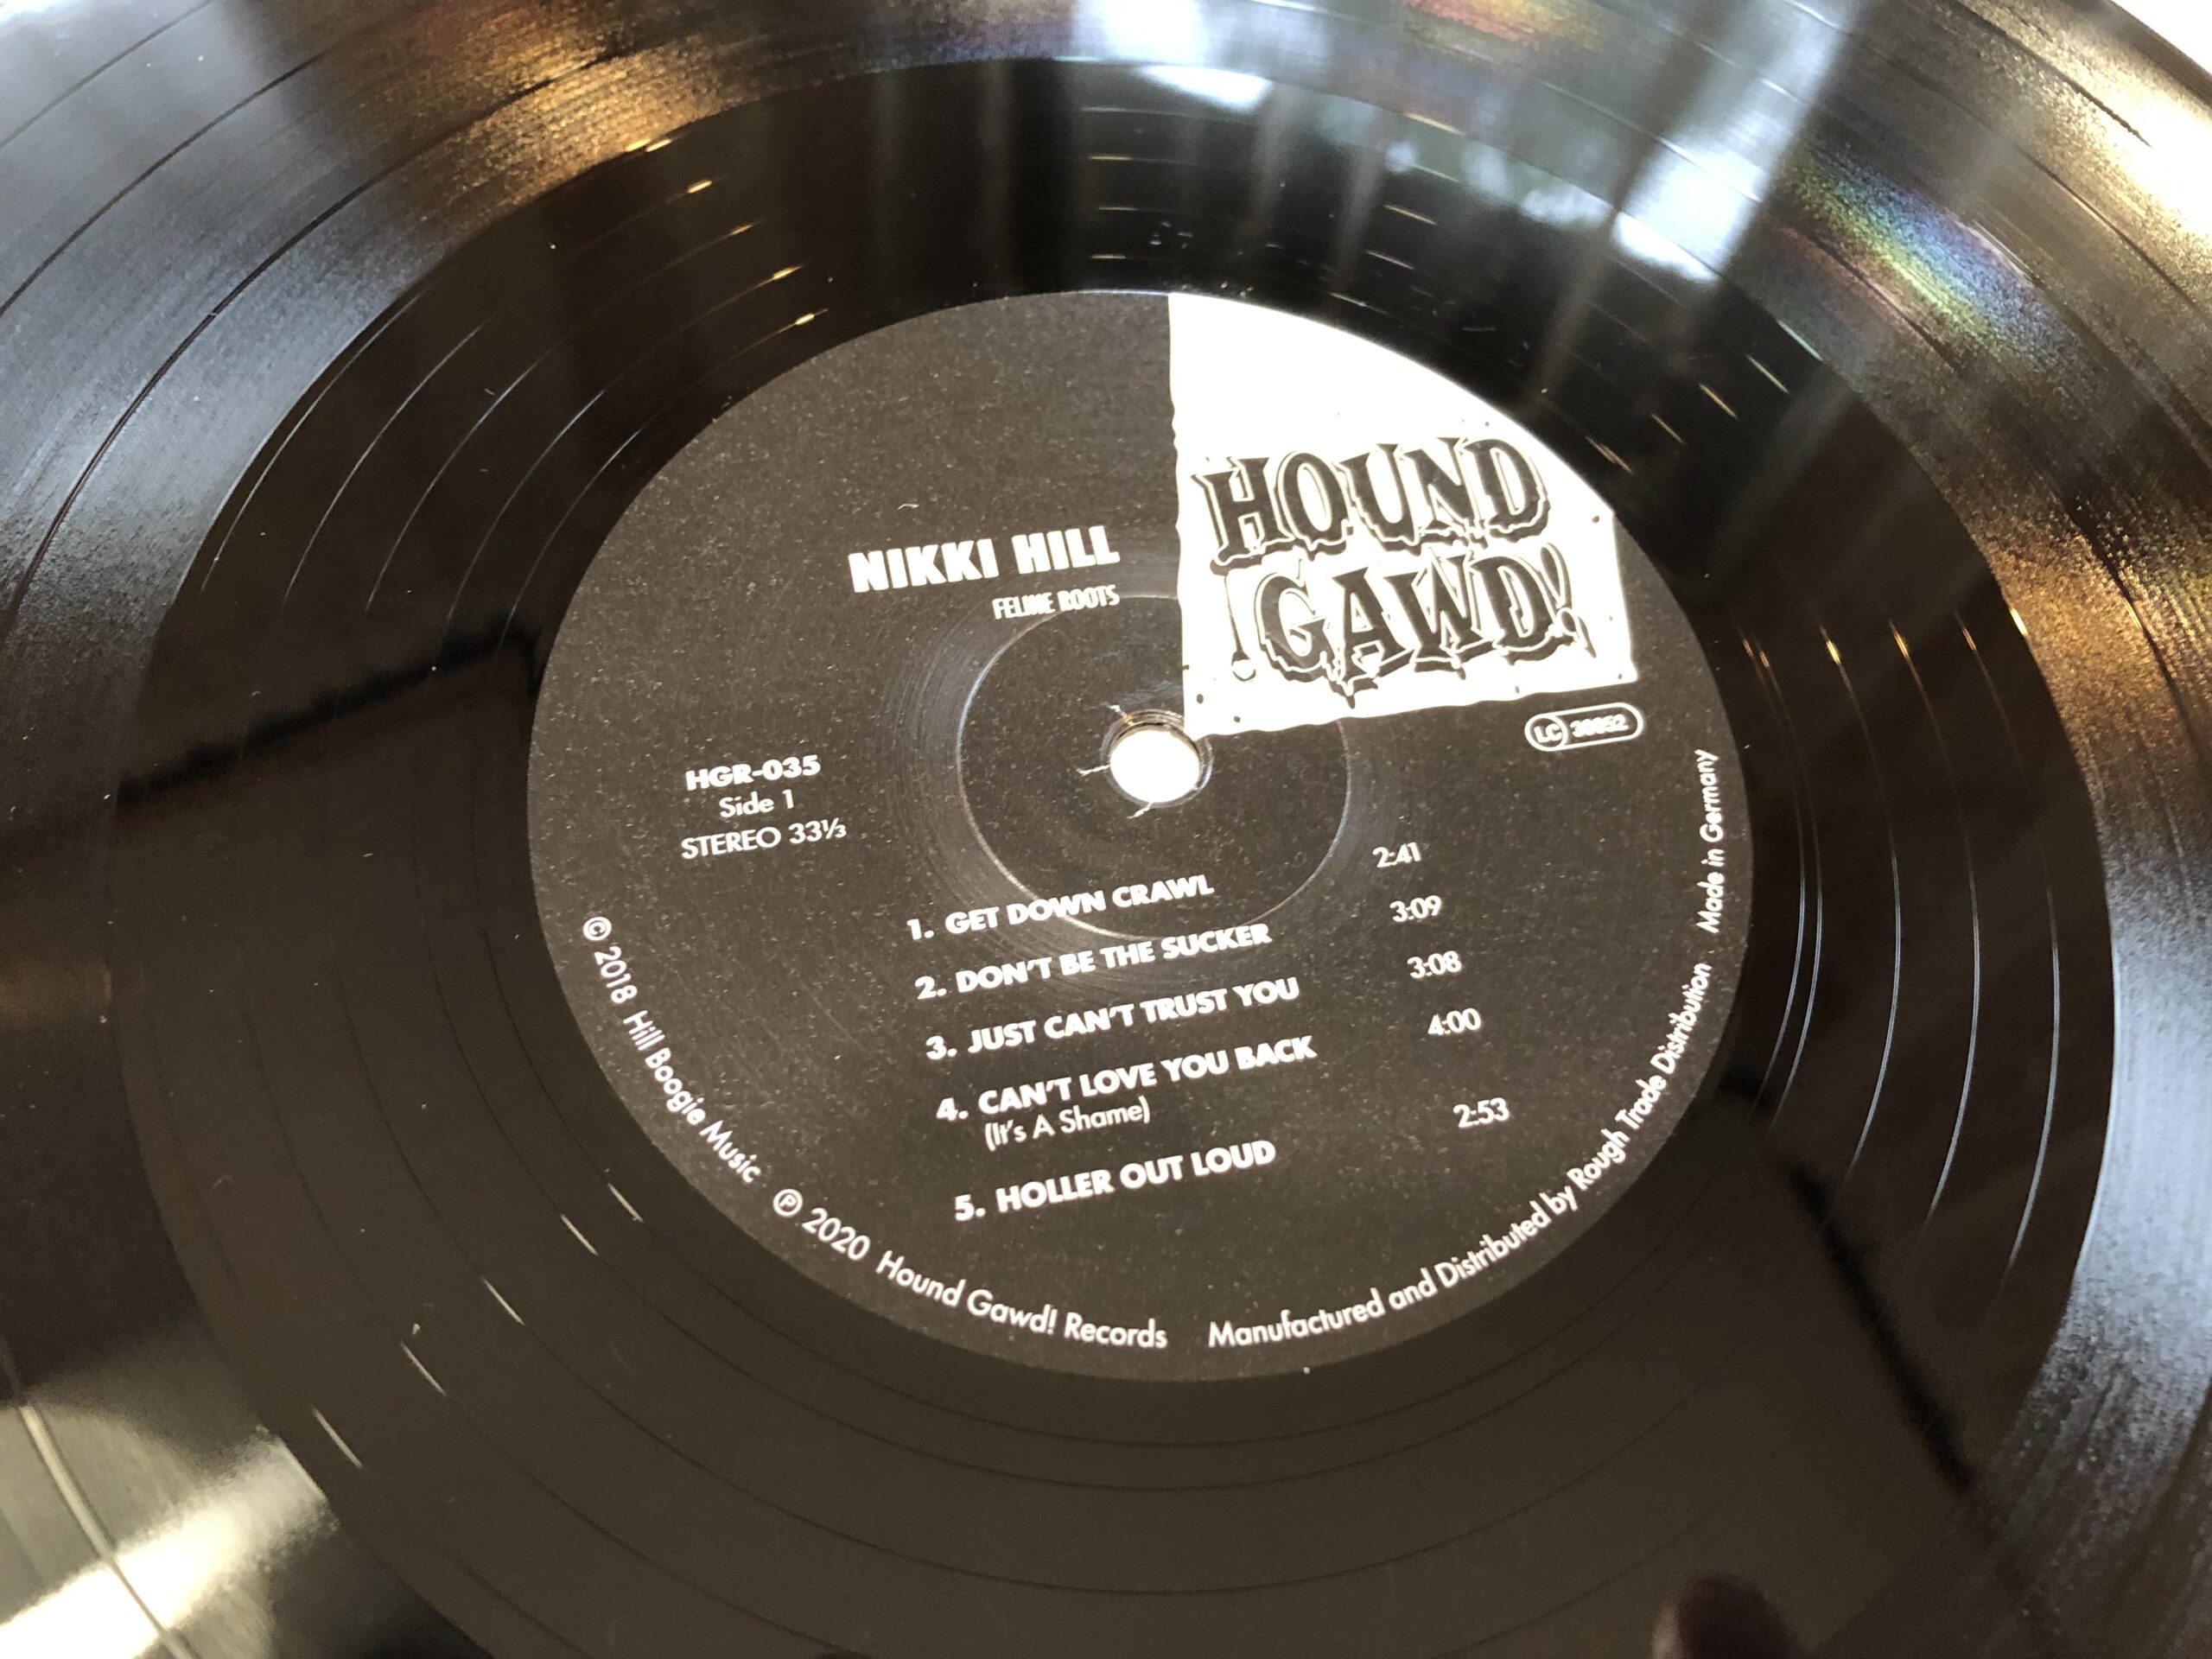 NIKKI HILL
FELINE ROOTS
HOUND
GAWD!
LC 30952
HGR-035
Side 1
STEREO 33⅓
1. GET DOWN CRAWL 2:41
2. DON'T BE THE SUCKER 3:09
3. JUST CAN'T TRUST YOU 3:08
4. CAN'T LOVE YOU BACK 4:00
(It's A Shame)
5. HOLLER OUT LOUD 2:53
© 2018 Hill Boogie Music ℗ 2020 Hound Gawd! Records Manufactured and Distributed by Rough Trade Distribution . Made in Germany